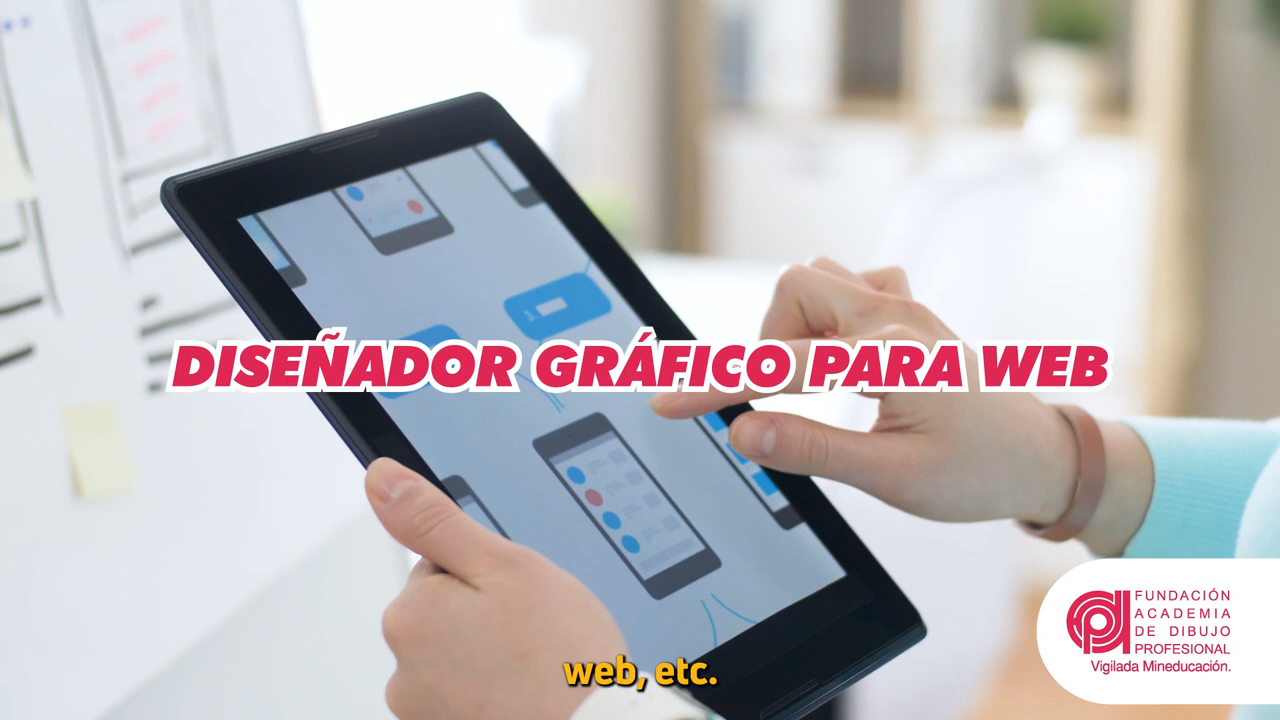 DISEÑADOR GRÁFICO PARA WEB
FUNDACIÓN
ACADEMIA
DE DIBUJO
PROFESIONAL
Vigilada Mineducación.
web, etc.